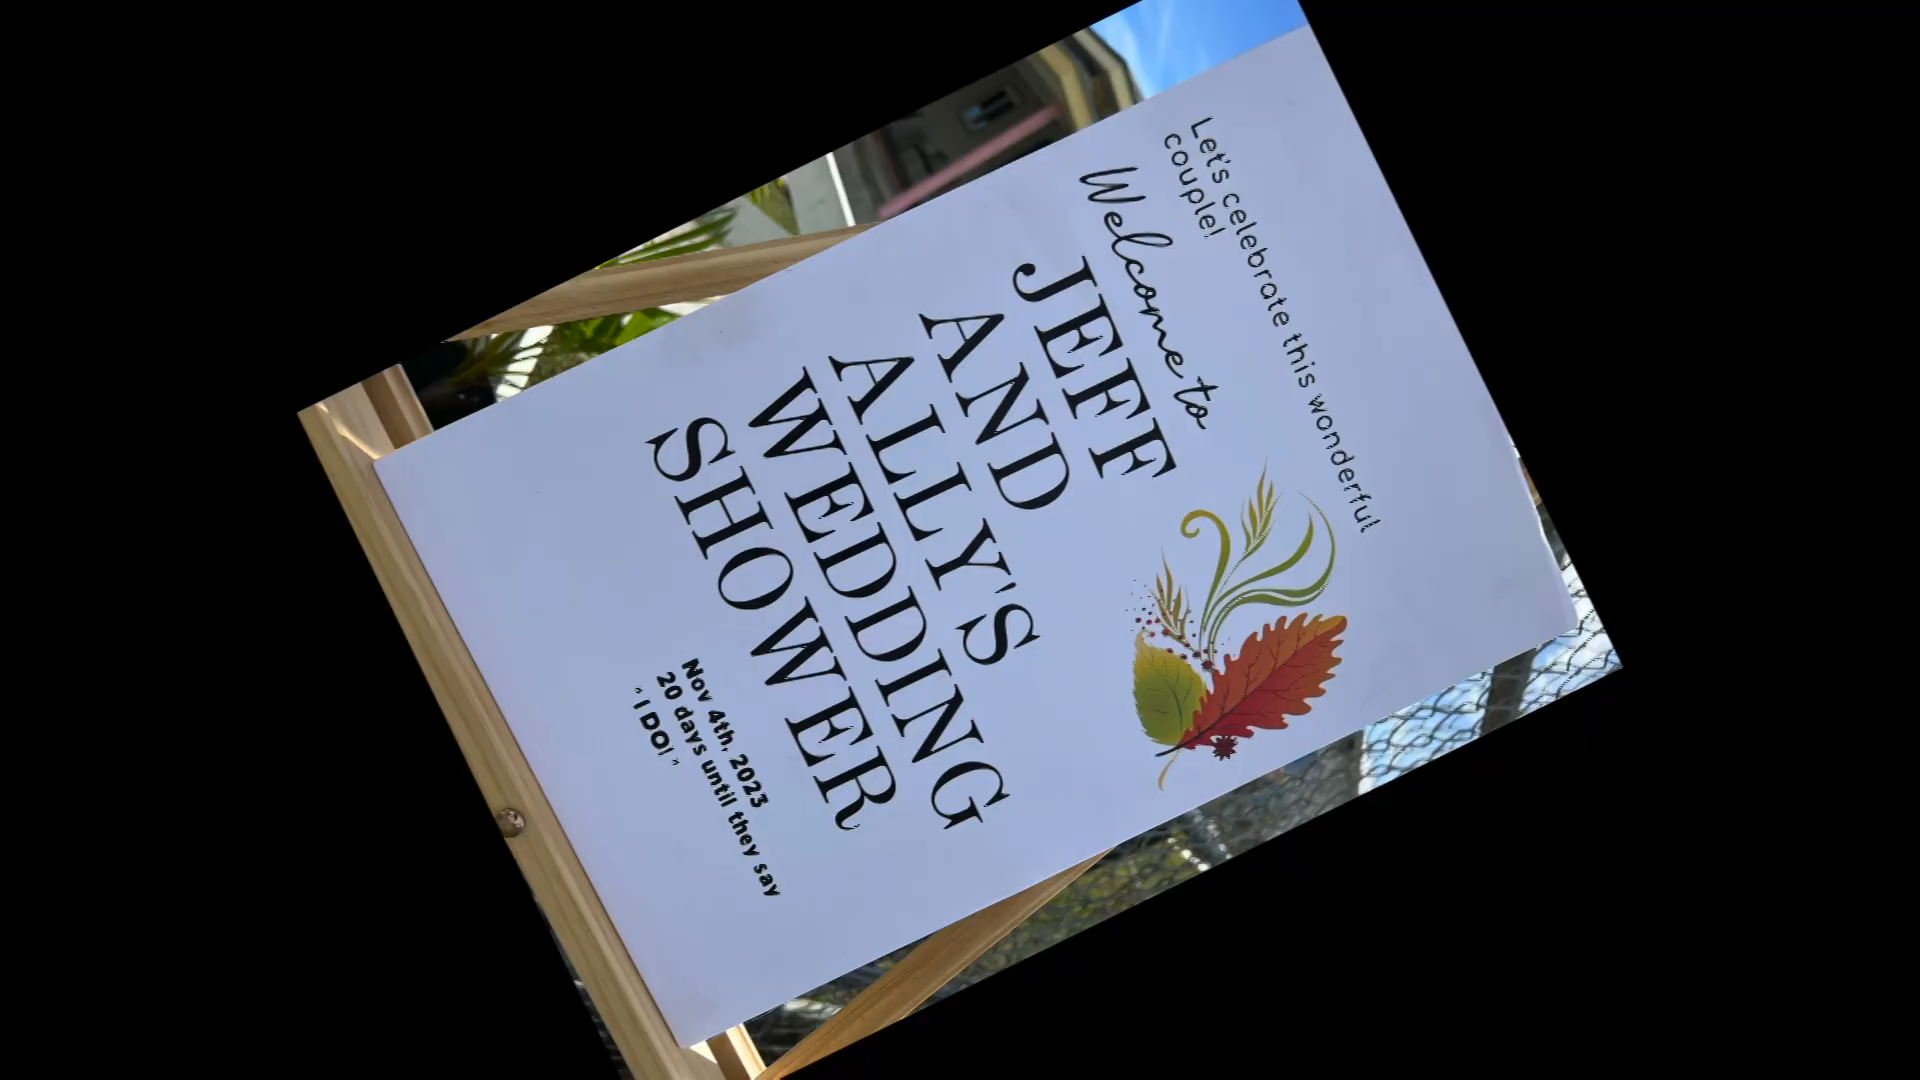 Let's celebrate this wonderful
couple!
Welcome to
JEFF
AND
ALLY'S
WEDDING
SHOWER
Nov 4th, 2023
20 days until they say
" I DO! "